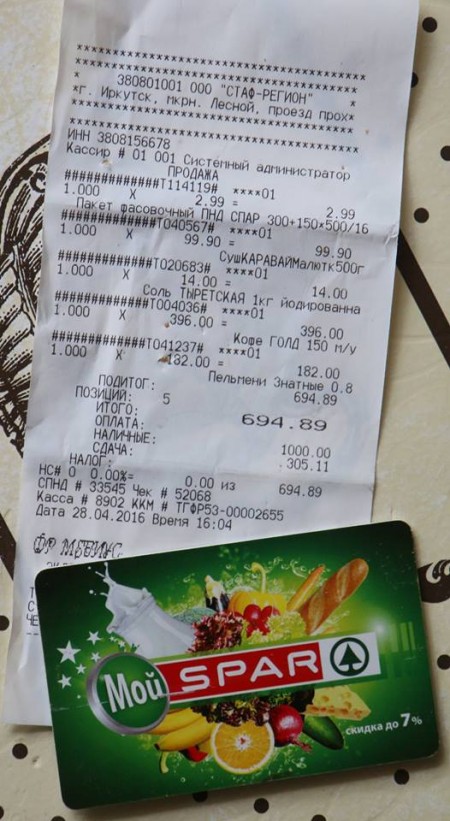 ************************************
************************************
* 380801001 ООО "СТАФ-РЕГИОН" *
*г. Иркутск, мкрн. Лесной, проезд прох*
************************************
************************************
ИНН 3808156678
Кассир # 01 001 Системный администратор
ПРОДАЖА
##############T114119# ****01
1.000 X 2.99 = 2.99
Пакет фасовочный ПНД СПАР 300+150*500/16
##############T040567# ****01
1.000 X 99.90 = 99.90
СушКАРАВАЙМалютк500г
##############T020683# ****01
1.000 X 14.00 = 14.00
Соль ТЫРЕТСКАЯ 1кг йодированна
##############T004036# ****01
1.000 X 396.00 = 396.00
Кофе ГОЛД 150 м/у
##############T041237# ****01
1.000 X 182.00 = 182.00
Пельмени Знатные 0.8
ПОДИТОГ: 694.89
ПОЗИЦИЙ: 5
ИТОГО: 694.89
ОПЛАТА:
НАЛИЧНЫЕ: 1000.00
СДАЧА: 305.11
НАЛОГ:
НС# 0 0.00%= 0.00 из 694.89
СПНД # 33545 Чек # 52068
Касса # 8902 ККМ # ТГФР53-00002655
Дата 28.04.2016 Время 16:04
Мой SPAR
скидка до 7%